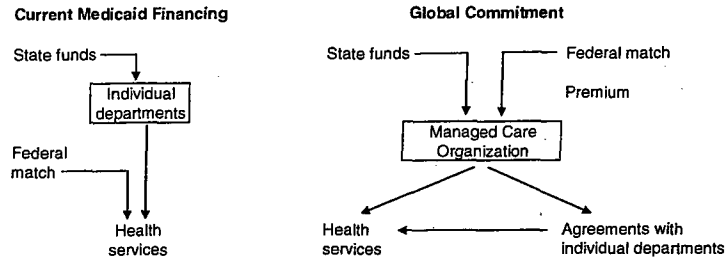 Current Medicaid Financing
State funds
Individual
departments
Federal
match
Health
services
Global Commitment
State funds
Federal match
Premium
Managed Care
Organization
Health
services
Agreements with
individual departments